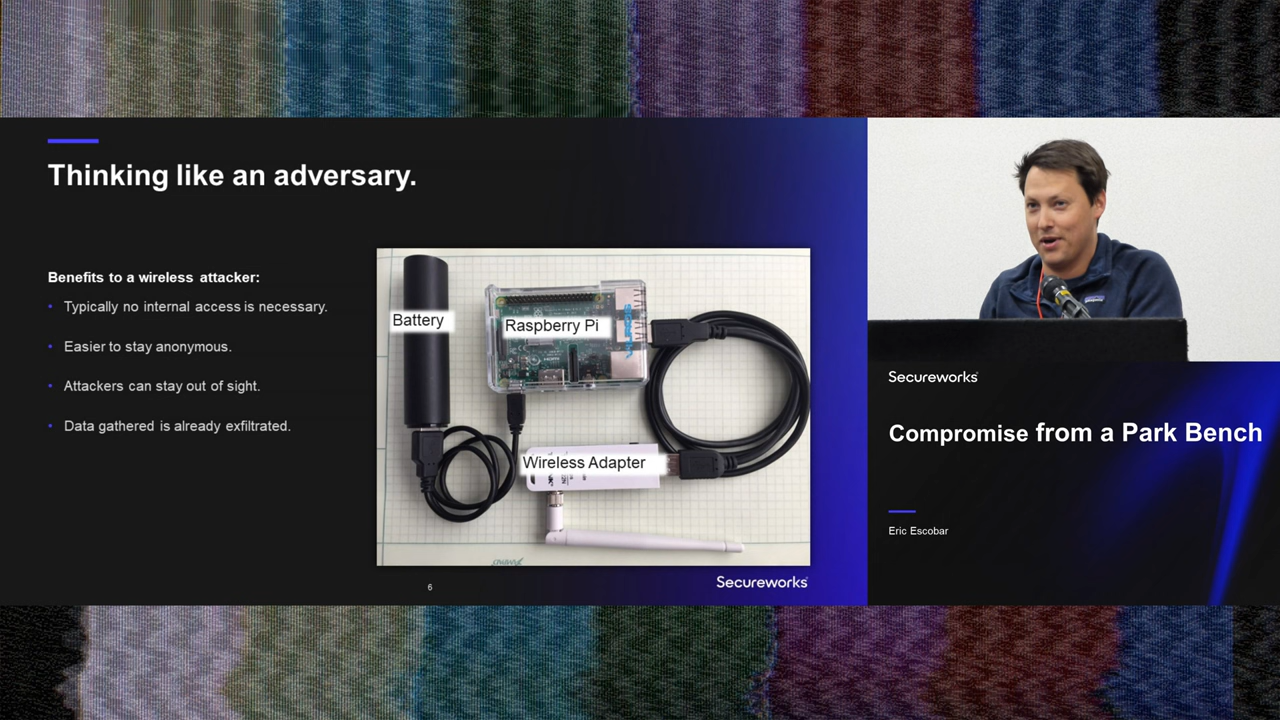 Thinking like an adversary.
Benefits to a wireless attacker:
• Typically no internal access is necessary.
• Easier to stay anonymous.
• Attackers can stay out of sight.
• Data gathered is already exfiltrated.
Battery
Raspberry Pi
Wireless Adapter
6
Secureworks
Secureworks
Compromise from a Park Bench
Eric Escobar